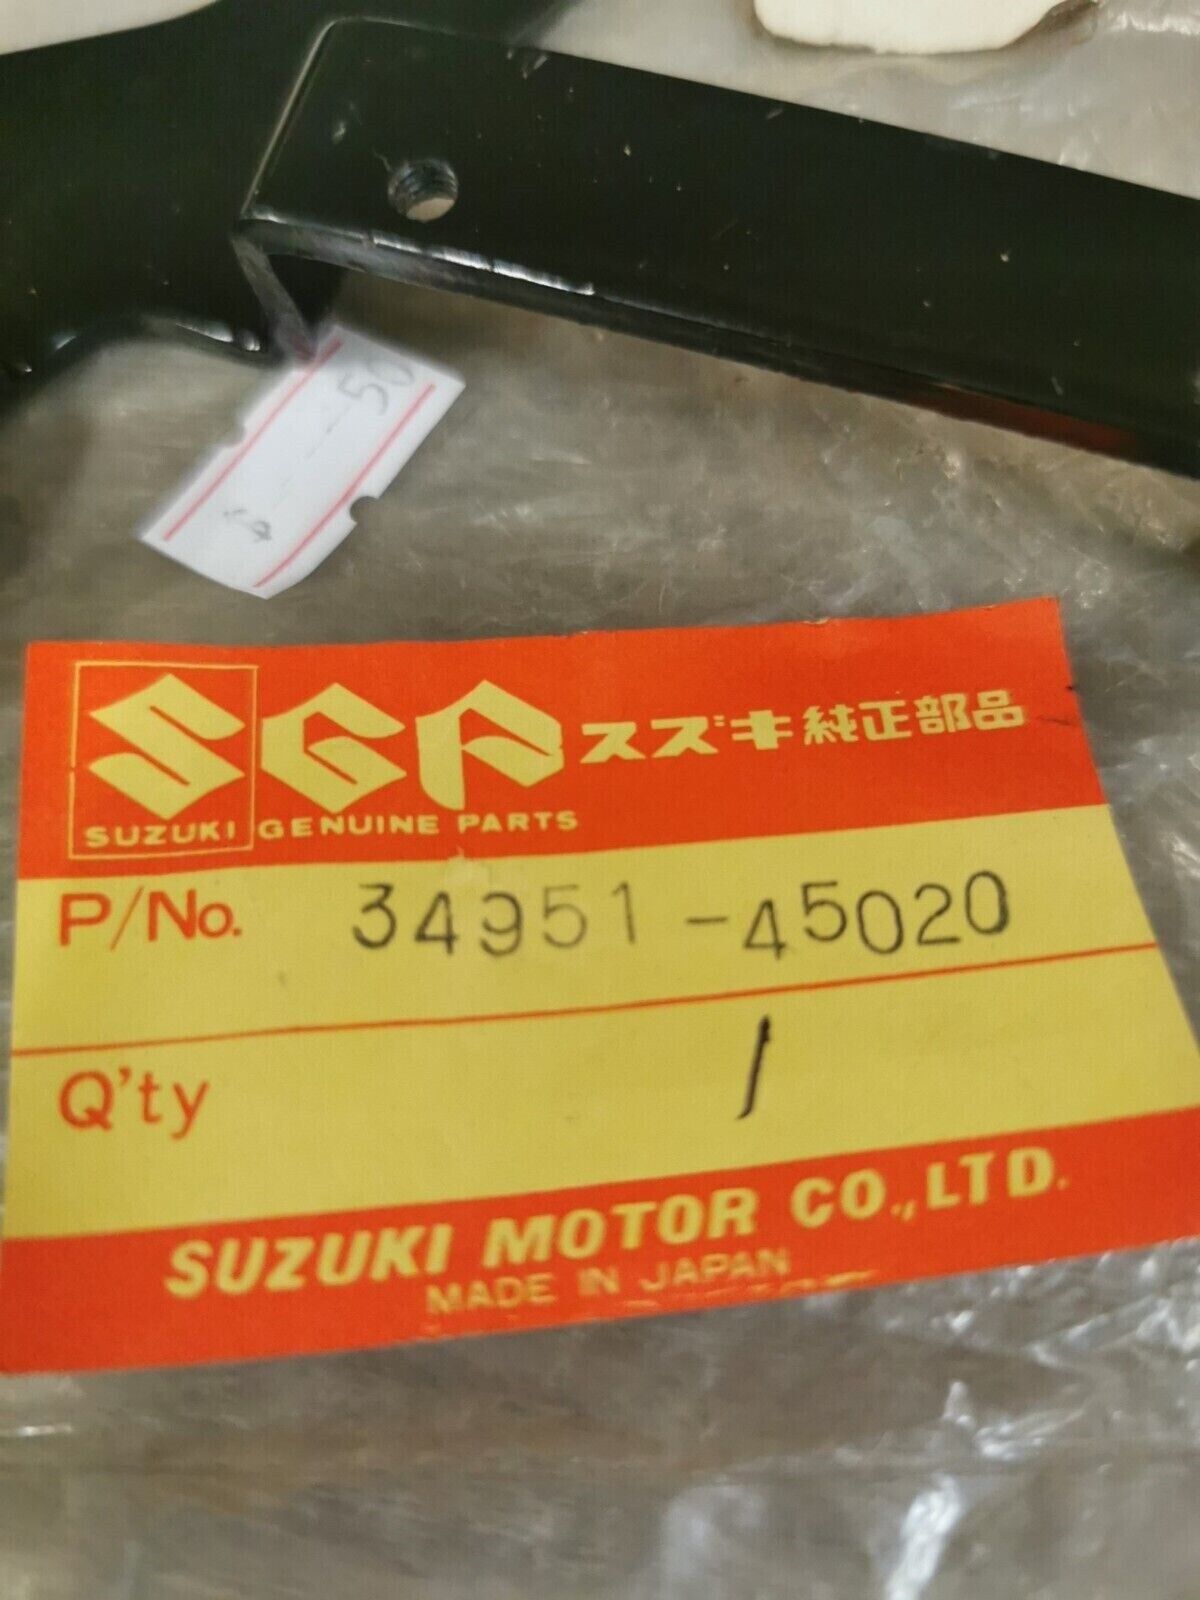 50
SGP スズキ純正部品
SUZUKI GENUINE PARTS
P/No. 34951-45020
Q'ty 1
SUZUKI MOTOR CO.,LTD.
MADE IN JAPAN